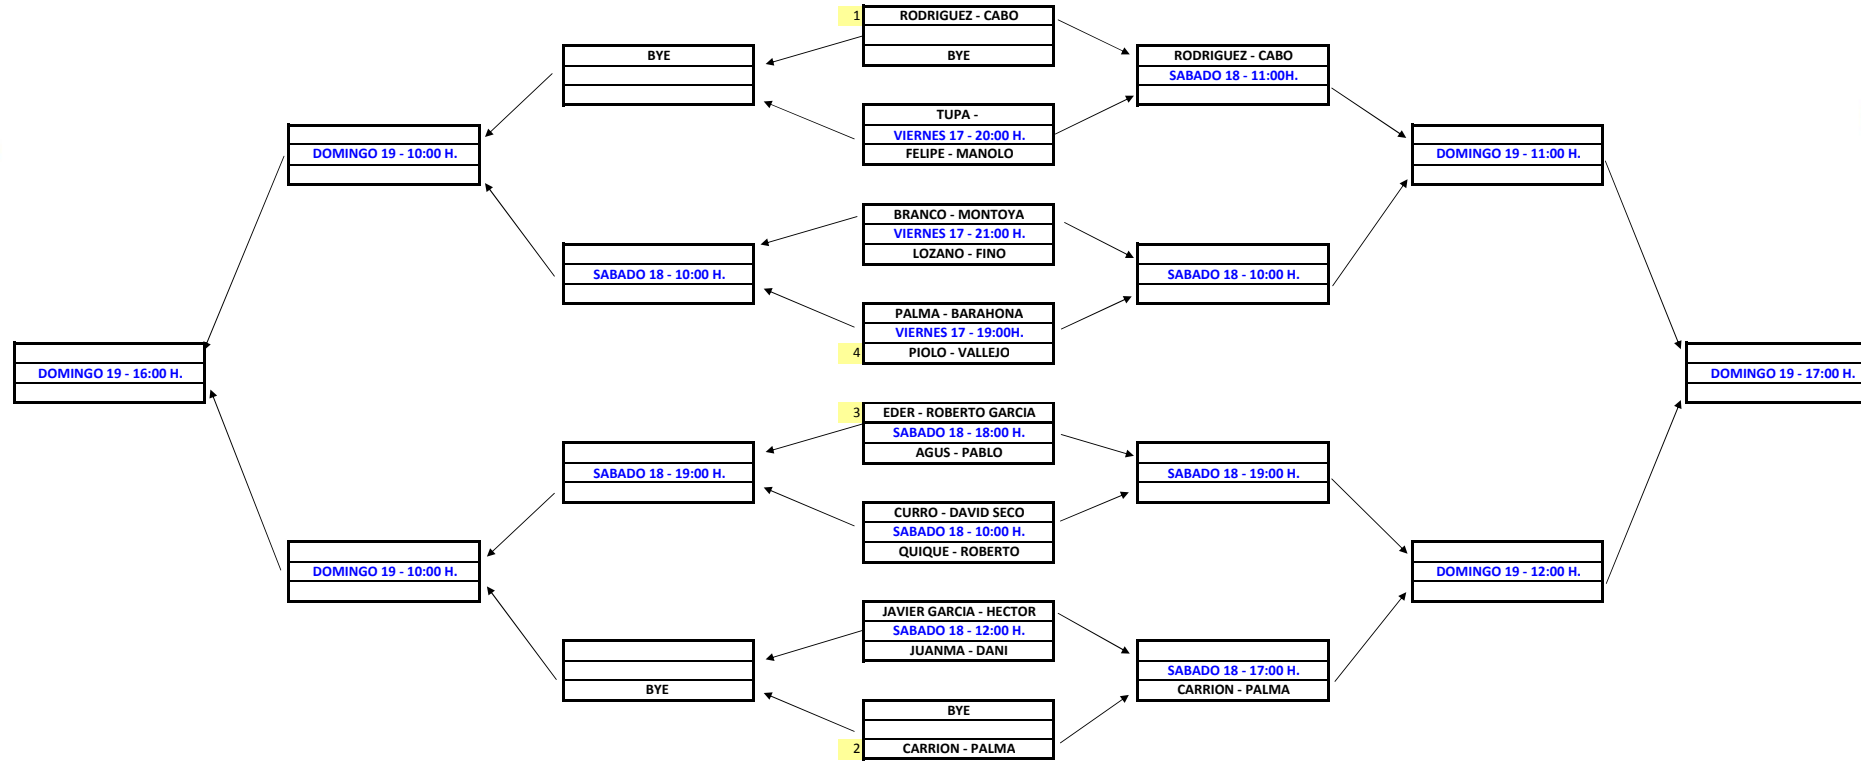 1 RODRIGUEZ - CABO
BYE
TUPA -
VIERNES 17 - 20:00 H.
FELIPE - MANOLO
BRANCO - MONTOYA
VIERNES 17 - 21:00 H.
LOZANO - FINO
PALMA - BARAHONA
VIERNES 17 - 19:00H.
4 PIOLO - VALLEJO
3 EDER - ROBERTO GARCIA
SABADO 18 - 18:00 H.
AGUS - PABLO
CURRO - DAVID SECO
SABADO 18 - 10:00 H.
QUIQUE - ROBERTO
JAVIER GARCIA - HECTOR
SABADO 18 - 12:00 H.
JUANMA - DANI
BYE
2 CARRION - PALMA
BYE
SABADO 18 - 10:00 H.
SABADO 18 - 19:00 H.
BYE
DOMINGO 19 - 10:00 H.
DOMINGO 19 - 10:00 H.
DOMINGO 19 - 16:00 H.
RODRIGUEZ - CABO
SABADO 18 - 11:00H.
SABADO 18 - 10:00 H.
SABADO 18 - 19:00 H.
SABADO 18 - 17:00 H.
CARRION - PALMA
DOMINGO 19 - 11:00 H.
DOMINGO 19 - 12:00 H.
DOMINGO 19 - 17:00 H.